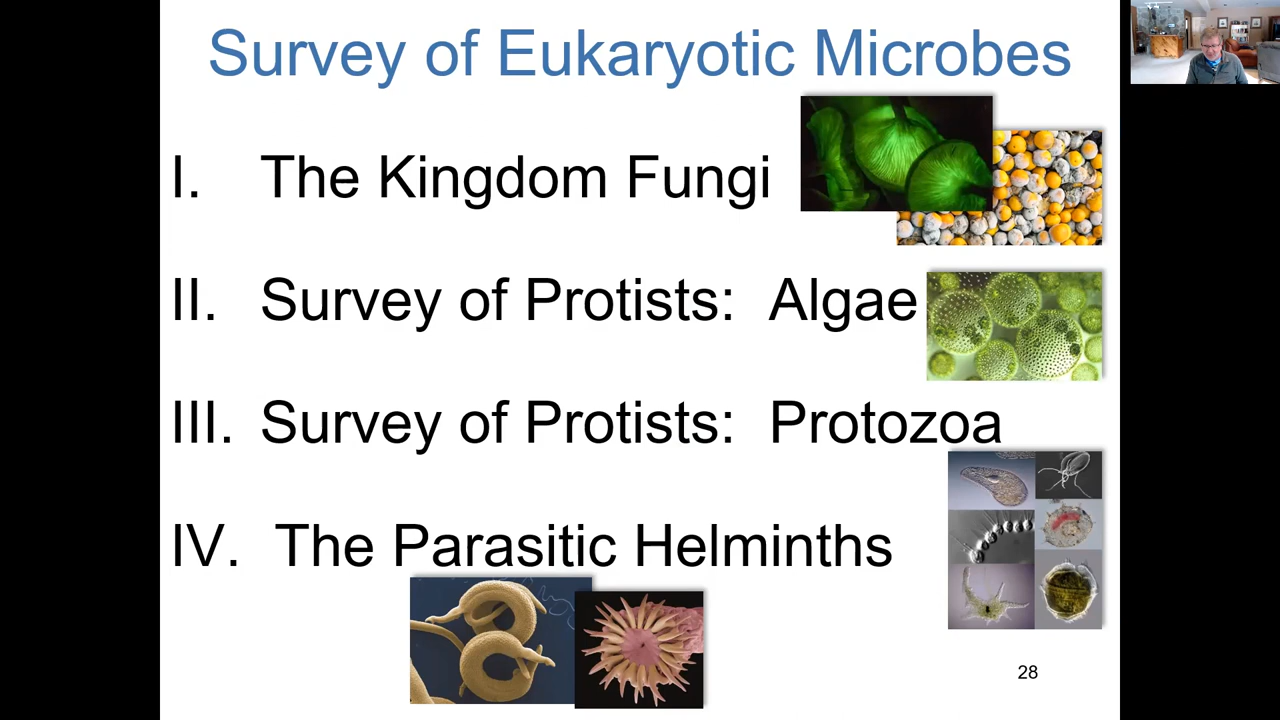 Survey of Eukaryotic Microbes
I. The Kingdom Fungi
II. Survey of Protists: Algae
III. Survey of Protists: Protozoa
IV. The Parasitic Helminths
28